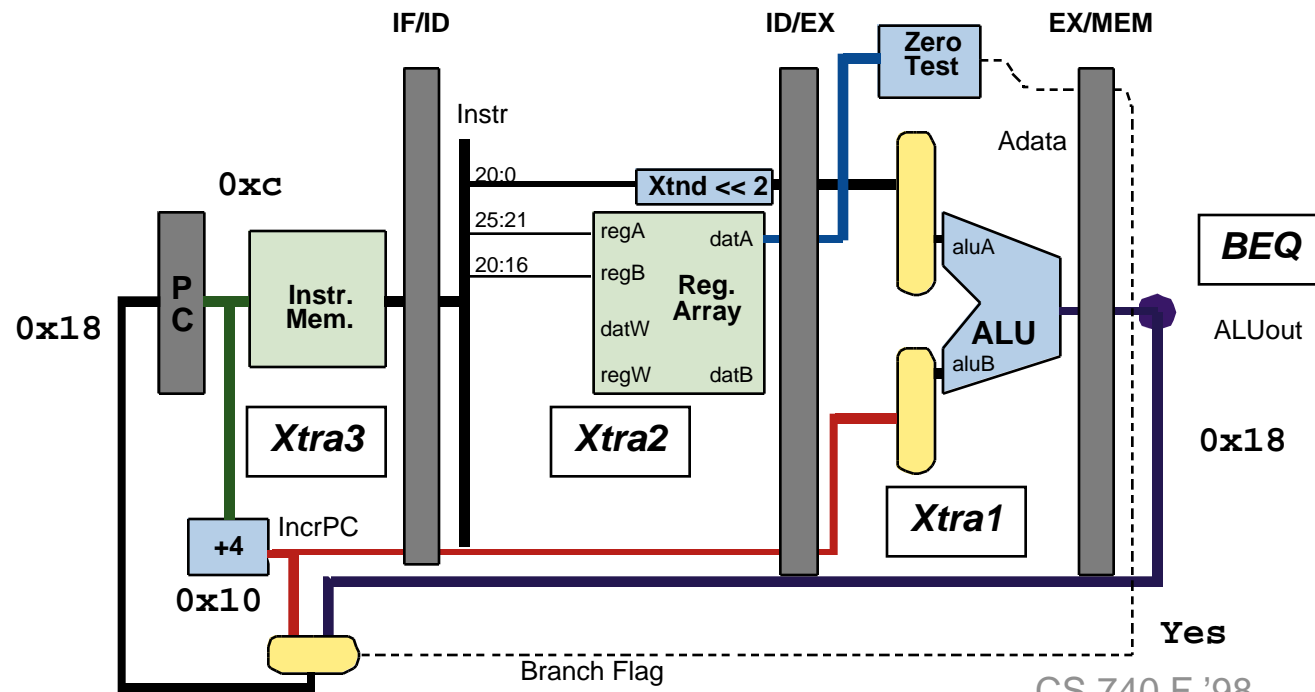 IF/ID
ID/EX
EX/MEM
Zero
Test
Instr
Adata
20:0
Xtnd << 2
0xc
25:21
regA
datA
aluA
BEQ
20:16
regB
P
C
Instr.
Mem.
Reg.
Array
0x18
datW
ALU
ALUout
aluB
regW
datB
Xtra3
Xtra2
0x18
Xtra1
IncrPC
+4
0x10
Yes
Branch Flag